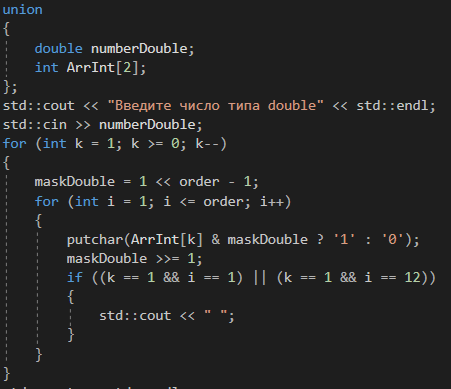 union
{
    double numberDouble;
    int ArrInt[2];
};
std::cout << "Введите число типа double" << std::endl;
std::cin >> numberDouble;
for (int k = 1; k >= 0; k--)
{
    maskDouble = 1 << order - 1;
    for (int i = 1; i <= order; i++)
    {
        putchar(ArrInt[k] & maskDouble ? '1' : '0');
        maskDouble >>= 1;
        if ((k == 1 && i == 1) || (k == 1 && i == 12))
        {
            std::cout << " ";
        }
    }
}